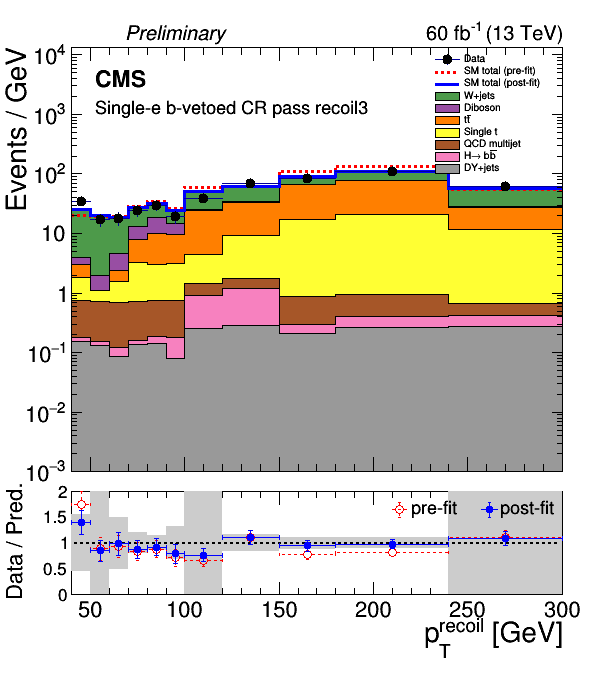 Preliminary 60 fb⁻¹ (13 TeV)
CMS
Single-e b-vetoed CR pass recoil3
Data
SM total (pre-fit)
SM total (post-fit)
W+jets
Diboson
tt̅
Single t
QCD multijet
H→ bb̅
DY+jets
Events / GeV
10⁴
10³
10²
10
1
10⁻¹
10⁻²
10⁻³
pre-fit post-fit
Data / Pred.
2
1.5
1
0.5
0
50 100 150 200 250 300
p_T^recoil [GeV]